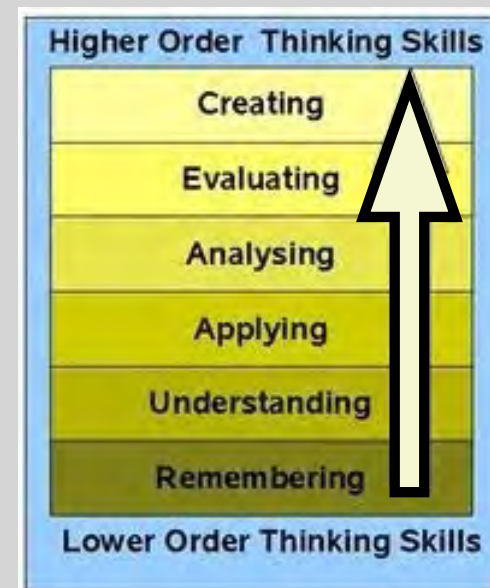 Higher Order Thinking Skills
Creating
Evaluating
Analysing
Applying
Understanding
Remembering
Lower Order Thinking Skills